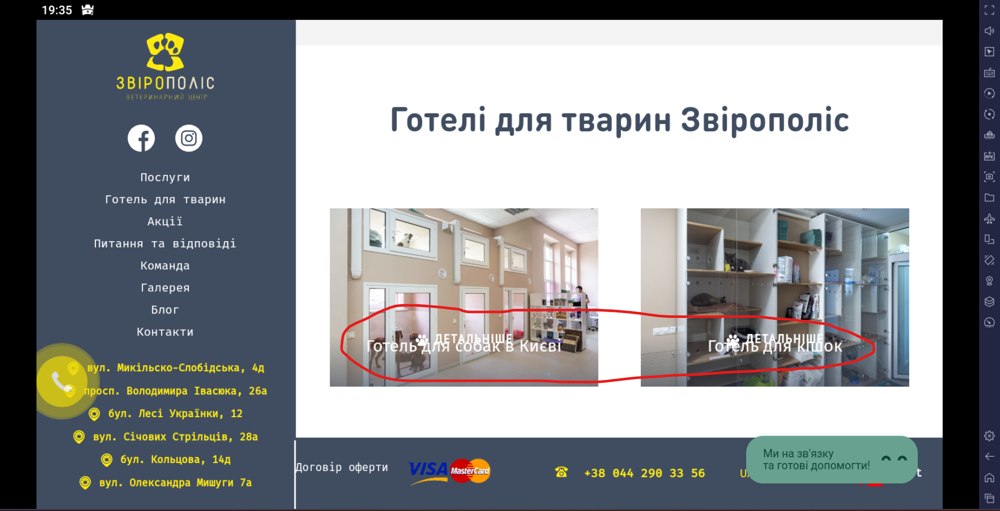 19:35
ЗВІРОПОЛІС
ВЕТЕРИНАРНИЙ ЦЕНТР
Послуги
Готель для тварин
Акції
Питання та відповіді
Команда
Галерея
Блог
Контакти
вул. Микільско-Слобідська, 4д
просп. Володимира Івасюка, 26а
бул. Лесі Українки, 12
вул. Січових Стрільців, 28а
бул. Кольцова, 14д
вул. Олександра Мишуги 7а
Готелі для тварин Звірополіс
ДЕТАЛЬНІШЕ
Готель для собак в Києві
ДЕТАЛЬНІШЕ
Готель для кішок
Договір оферти
VISA
MasterCard
+38 044 290 33 56
Ми на зв'язку
та готові допомогти!